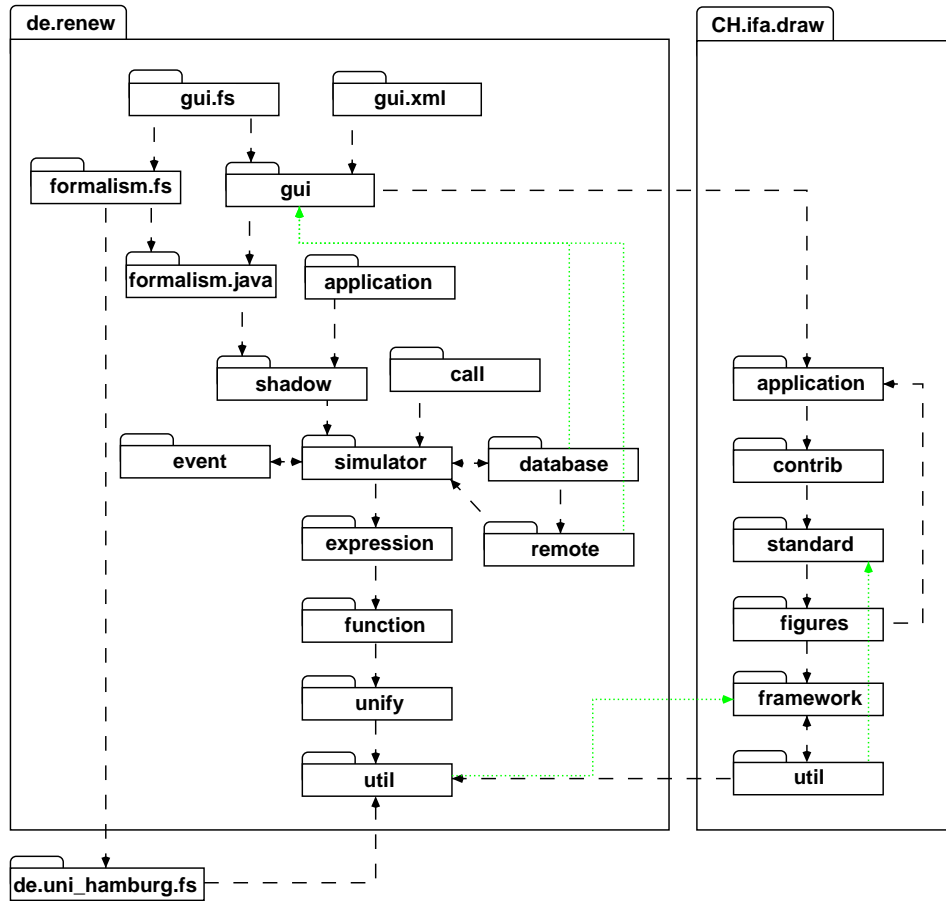 de.renew
CH.ifa.draw
gui.fs
gui.xml
formalism.fs
gui
formalism.java
application
shadow
call
application
event
simulator
database
contrib
expression
remote
standard
function
figures
unify
framework
util
util
de.uni_hamburg.fs